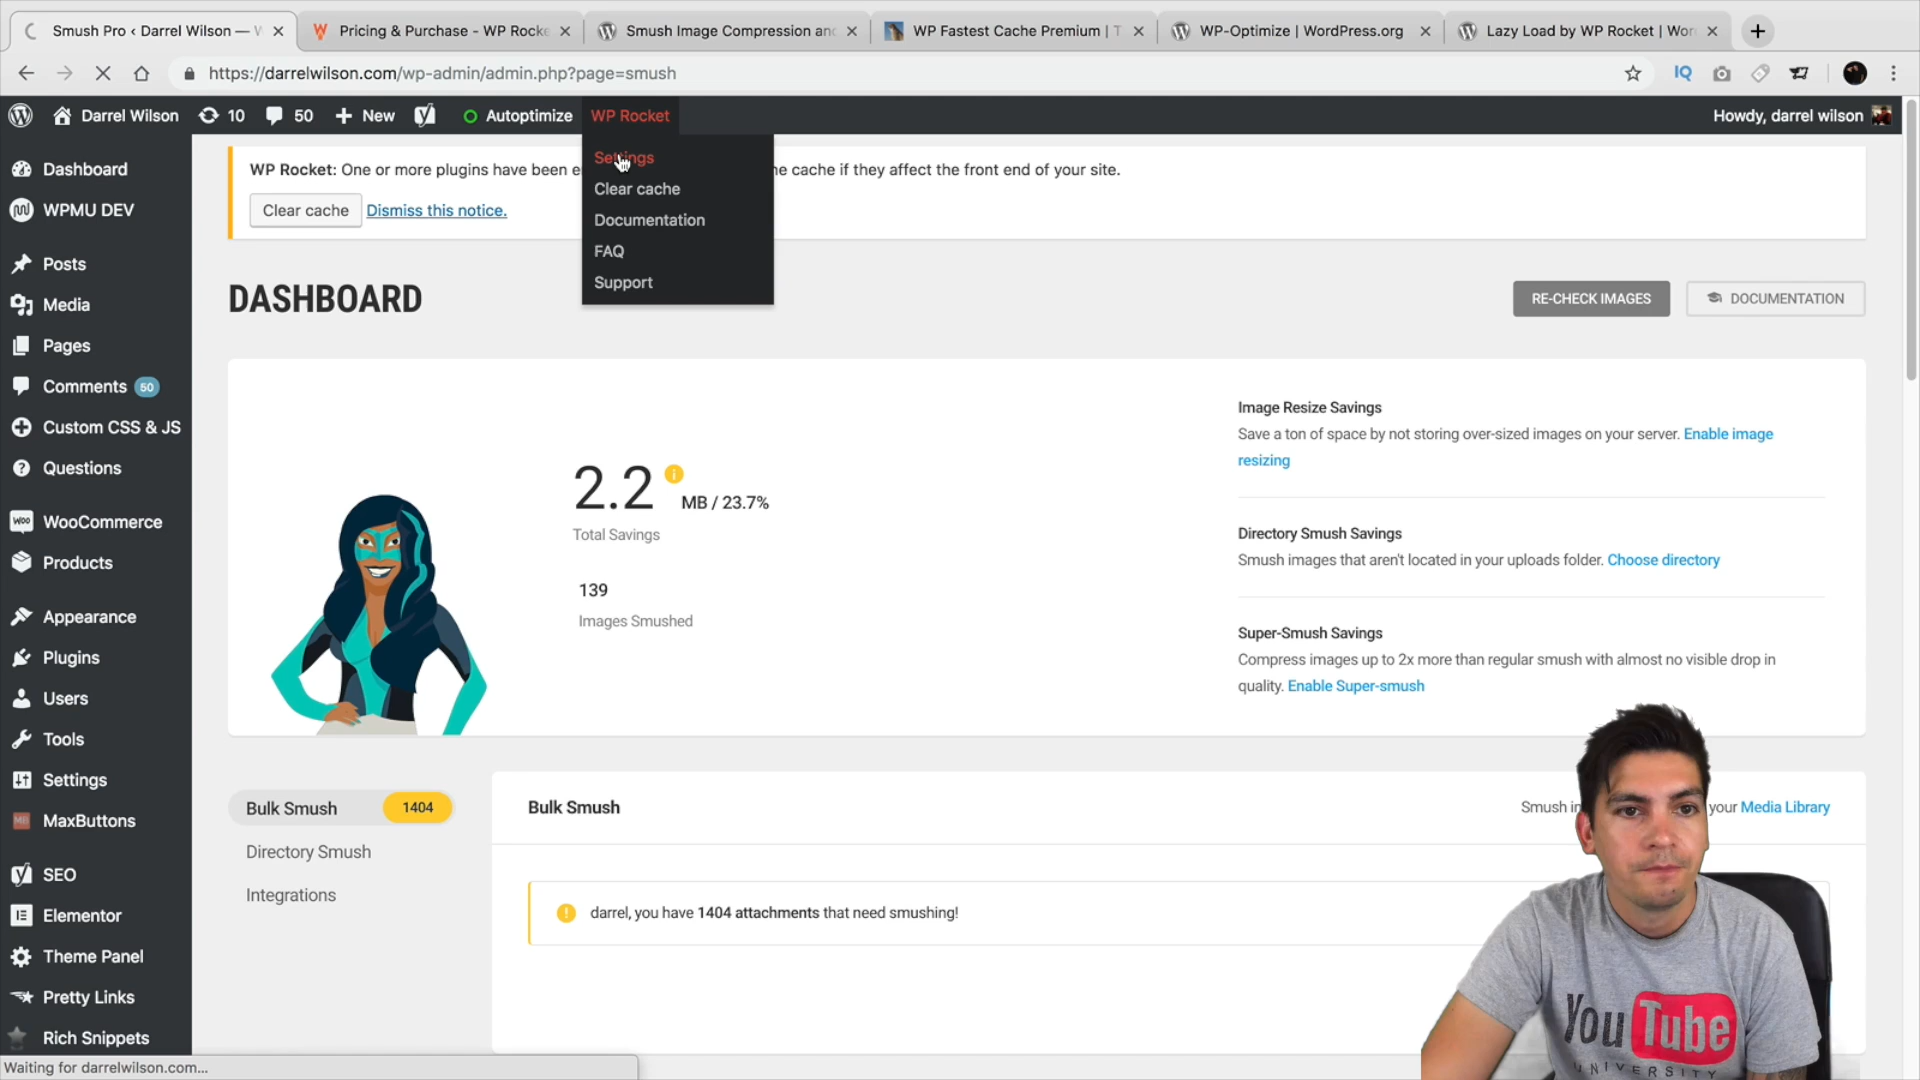 Smush Pro ‹ Darrel Wilson — W
Pricing & Purchase - WP Rocke
Smush Image Compression and
WP Fastest Cache Premium | T
WP-Optimize | WordPress.org
Lazy Load by WP Rocket | Wor
https://darrelwilson.com/wp-admin/admin.php?page=smush
IQ
Darrel Wilson 10 50 New Autoptimize WP Rocket
Howdy, darrel wilson
Settings
Clear cache
Documentation
FAQ
Support
WP Rocket: One or more plugins have been e
he cache if they affect the front end of your site.
Clear cache Dismiss this notice.
Dashboard
WPMU DEV
Posts
Media
Pages
Comments 50
Custom CSS & JS
Questions
WooCommerce
Products
Appearance
Plugins
Users
Tools
Settings
MB MaxButtons
SEO
Elementor
Theme Panel
Pretty Links
Rich Snippets
DASHBOARD
RE-CHECK IMAGES DOCUMENTATION
2.2 MB / 23.7%
Total Savings
139
Images Smushed
Image Resize Savings
Save a ton of space by not storing over-sized images on your server. Enable image
resizing
Directory Smush Savings
Smush images that aren't located in your uploads folder. Choose directory
Super-Smush Savings
Compress images up to 2x more than regular smush with almost no visible drop in
quality. Enable Super-smush
Bulk Smush 1404
Directory Smush
Integrations
Bulk Smush
Smush in
your Media Library
darrel, you have 1404 attachments that need smushing!
You Tube
UNIVERSITY
Waiting for darrelwilson.com...